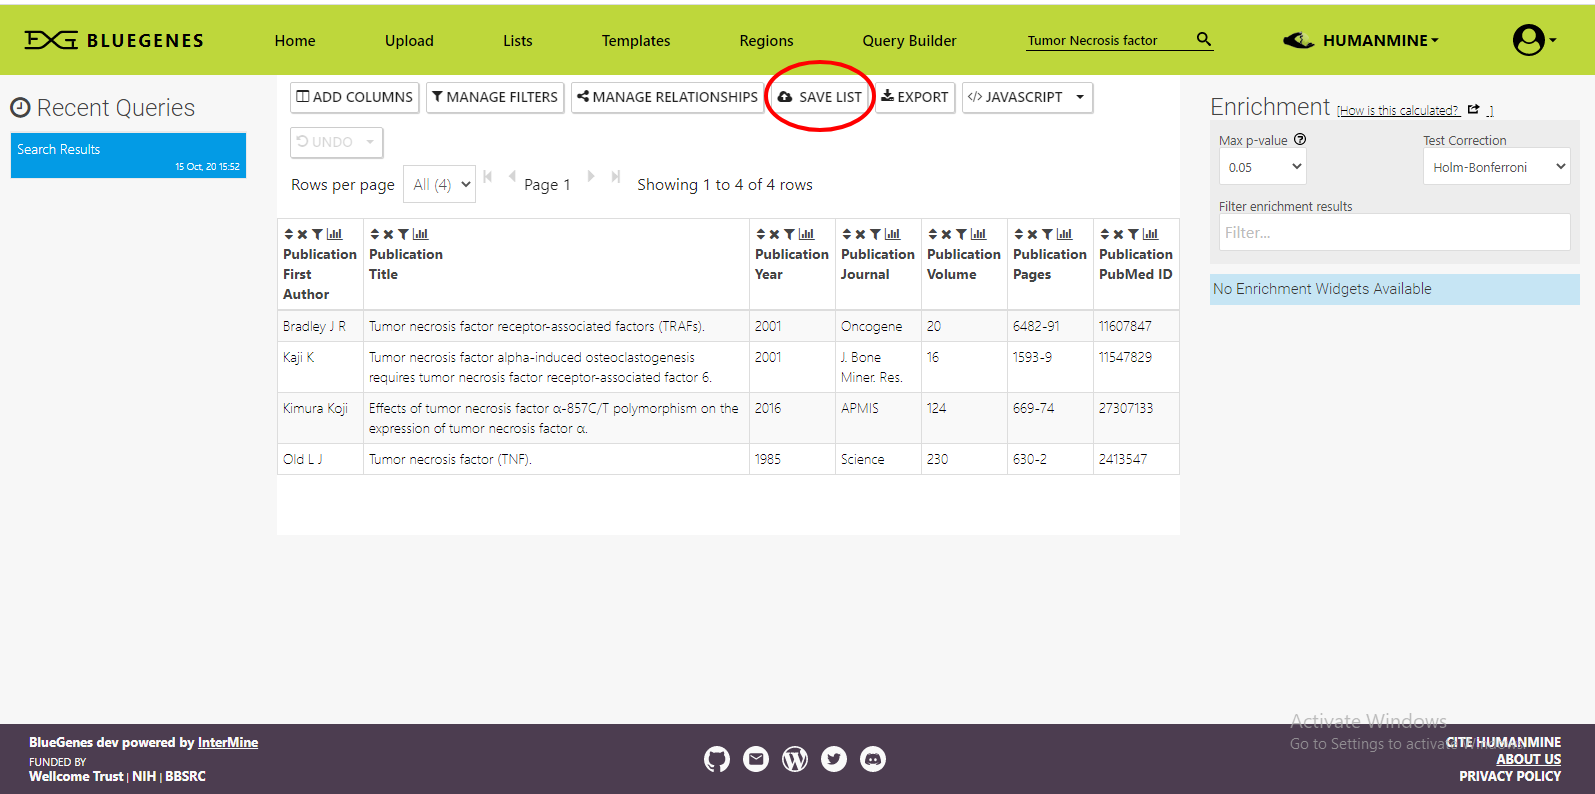 BLUEGENES
Home
Upload
Lists
Templates
Regions
Query Builder
Tumor Necrosis factor
HUMANMINE
Recent Queries
Search Results
15 Oct, 20 15:52
ADD COLUMNS
MANAGE FILTERS
MANAGE RELATIONSHIPS
SAVE LIST
EXPORT
</> JAVASCRIPT
UNDO
Rows per page All (4) Page 1 Showing 1 to 4 of 4 rows
Publication First Author
Publication Title
Publication Year
Publication Journal
Publication Volume
Publication Pages
Publication PubMed ID
Bradley J R Tumor necrosis factor receptor-associated factors (TRAFs). 2001 Oncogene 20 6482-91 11607847
Kaji K Tumor necrosis factor alpha-induced osteoclastogenesis 2001 J. Bone 16 1593-9 11547829
requires tumor necrosis factor receptor-associated factor 6. Miner. Res.
Kimura Koji Effects of tumor necrosis factor α-857C/T polymorphism on the 2016 APMIS 124 669-74 27307133
expression of tumor necrosis factor α.
Old L J Tumor necrosis factor (TNF). 1985 Science 230 630-2 2413547
Enrichment [How is this calculated? ]
Max p-value
0.05
Test Correction
Holm-Bonferroni
Filter enrichment results
Filter...
No Enrichment Widgets Available
BlueGenes dev powered by InterMine
FUNDED BY
Wellcome Trust | NIH | BBSRC
Activate Windows
Go to Settings to activate Windows.
CITE HUMANMINE
ABOUT US
PRIVACY POLICY